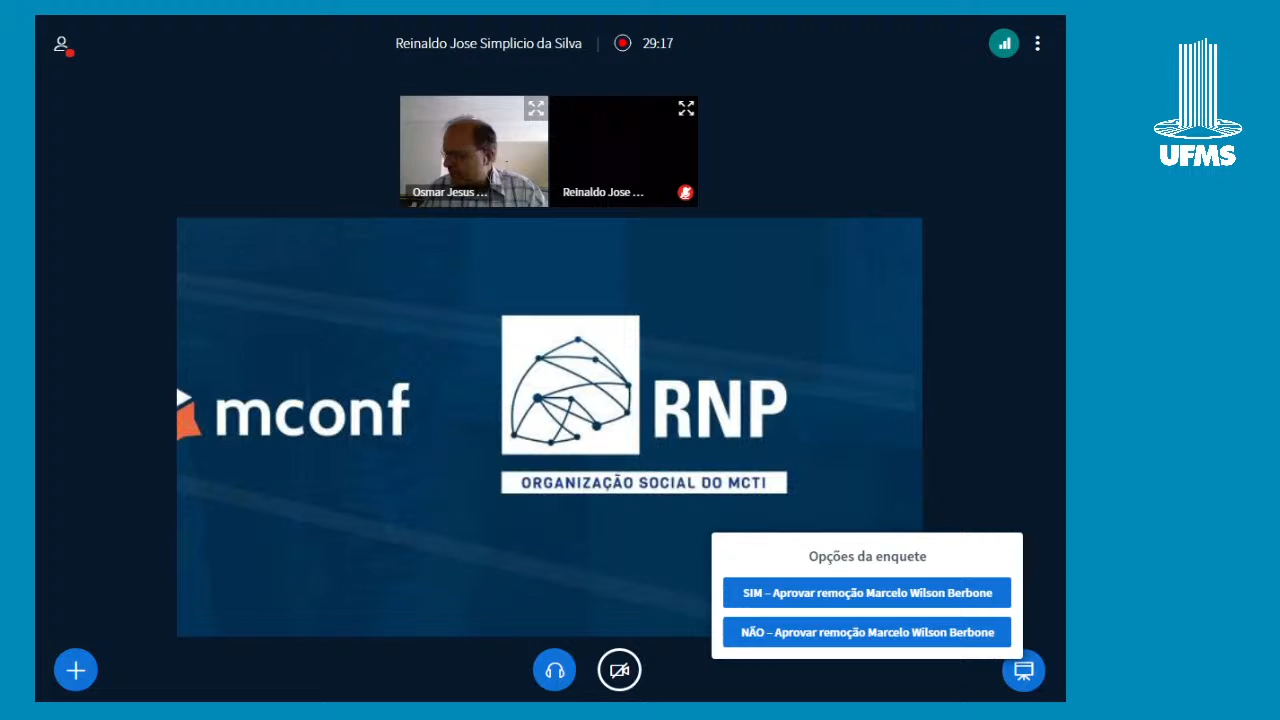 Reinaldo Jose Simplicio da Silva
29:17
UFMS
Osmar Jesus ...
Reinaldo Jose ...
mconf
RNP
ORGANIZAÇÃO SOCIAL DO MCTI
Opções da enquete
SIM – Aprovar remoção Marcelo Wilson Berbone
NÃO – Aprovar remoção Marcelo Wilson Berbone